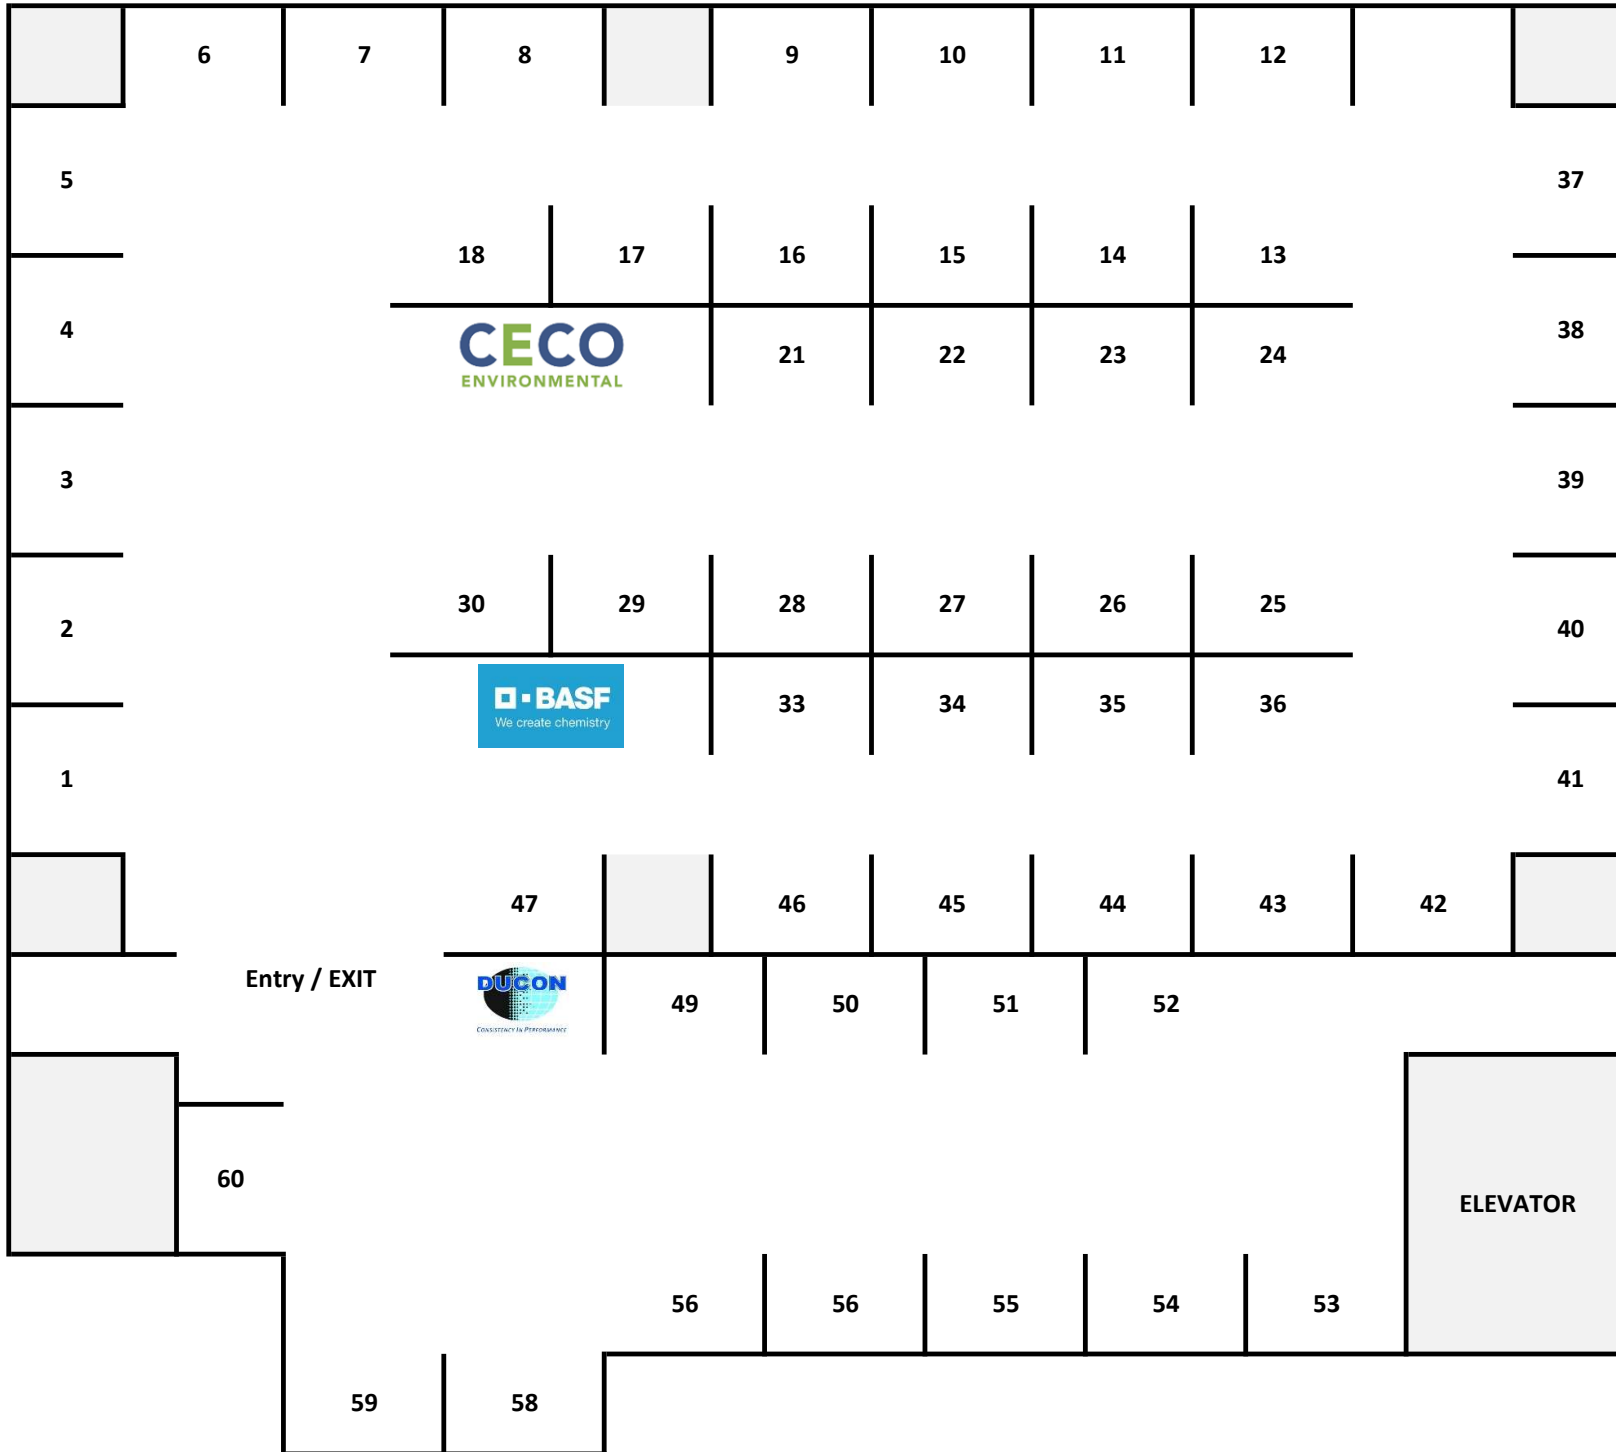 6 7 8 9 10 11 12
5 37
18 17 16 15 14 13
4 38
CECO
ENVIRONMENTAL
21 22 23 24
3 39
30 29 28 27 26 25
2 40
BASF
We create chemistry
33 34 35 36
1 41
47 46 45 44 43 42
Entry / EXIT
DUCON
CONSISTENCY IN PERFORMANCE
49 50 51 52
60
ELEVATOR
56 56 55 54 53
59 58